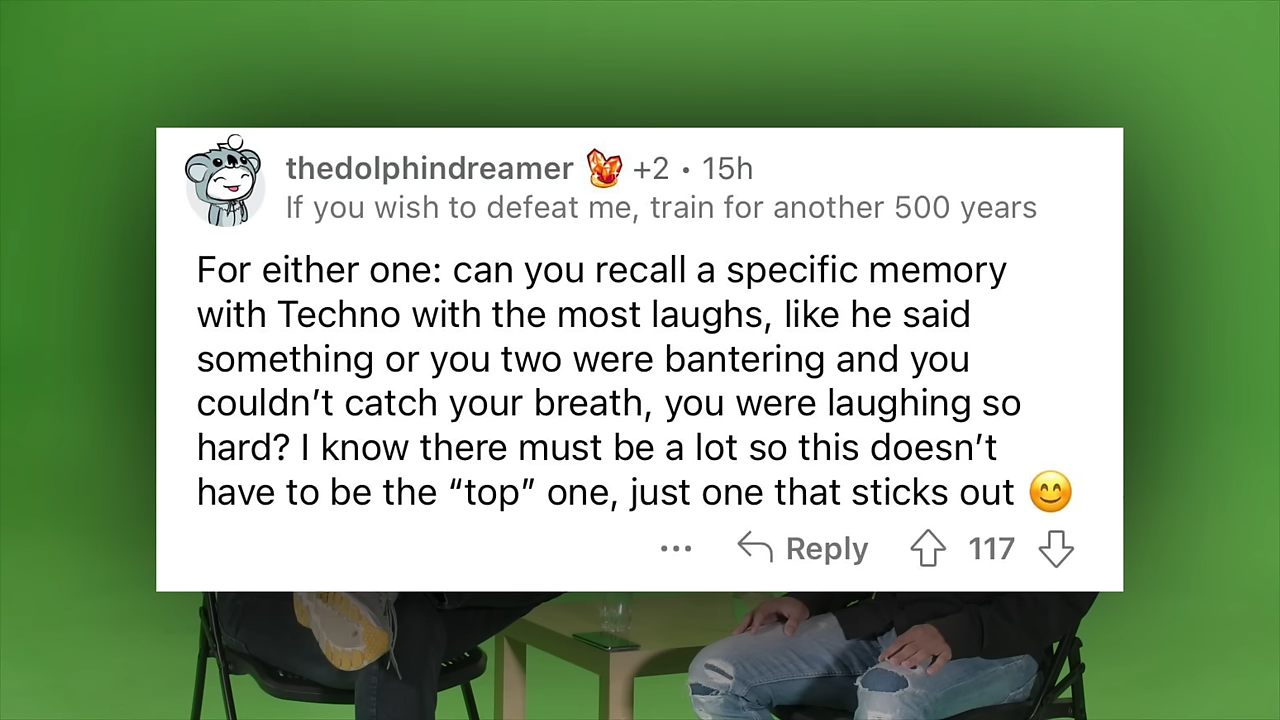 thedolphindreamer +2 • 15h
If you wish to defeat me, train for another 500 years
For either one: can you recall a specific memory
with Techno with the most laughs, like he said
something or you two were bantering and you
couldn’t catch your breath, you were laughing so
hard? I know there must be a lot so this doesn’t
have to be the “top” one, just one that sticks out 😊
... Reply 117